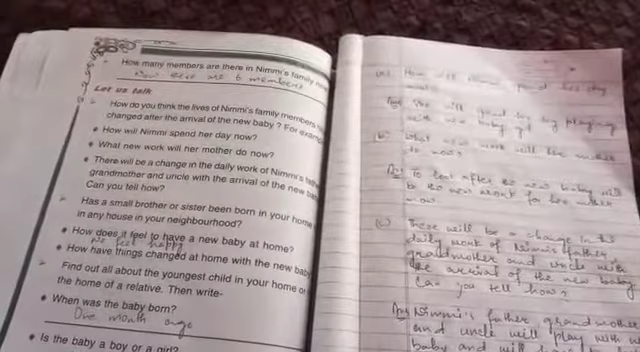 How many members are there in Nimmi's family now
Now there are 6 members
Let us talk
How do you think the lives of Nimmi's family members
changed after the arrival of the new baby ? For example
• How will Nimmi spend her day now?
• What new work will her mother do now?
• There will be a change in the daily work of Nimmi's father
grandmother and uncle with the arrival of the new baby
Can you tell how?
Has a small brother or sister been born in your home
in any house in your neighbourhood?
• How does it feel to have a new baby at home?
We feel happy
• How have things changed at home with the new baby
Find out all about the youngest child in your home or
the home of a relative. Then write-
• When was the baby born?
One month ago
• Is the baby a boy or a girl?
How will Nimmi spend her day
now?
Ans She will spend by playing
with new baby
(b) What new work will her mother
do now?
Ans To look after the new baby will
be the new work for her mother
now
(c) There will be a change in the
daily work of Nimmi's father,
grandmother and uncle with
the arrival of the new baby
Can you tell how?
Ans Nimmi's father grandmother
and uncle will play with
baby and will